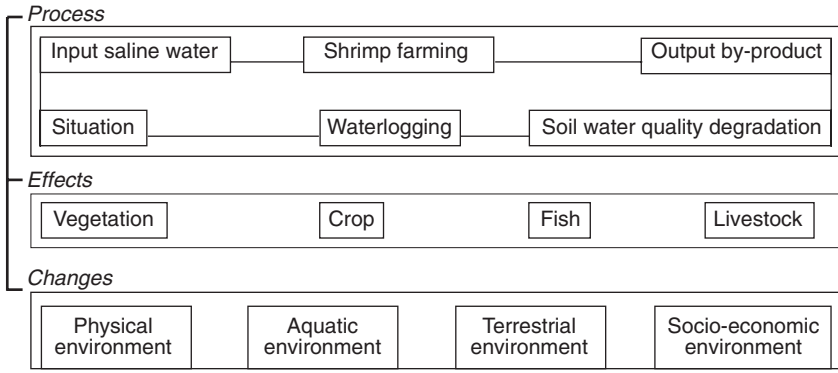 Process
Input saline water
Shrimp farming
Output by-product
Situation
Waterlogging
Soil water quality degradation
Effects
Vegetation
Crop
Fish
Livestock
Changes
Physical
environment
Aquatic
environment
Terrestrial
environment
Socio-economic
environment